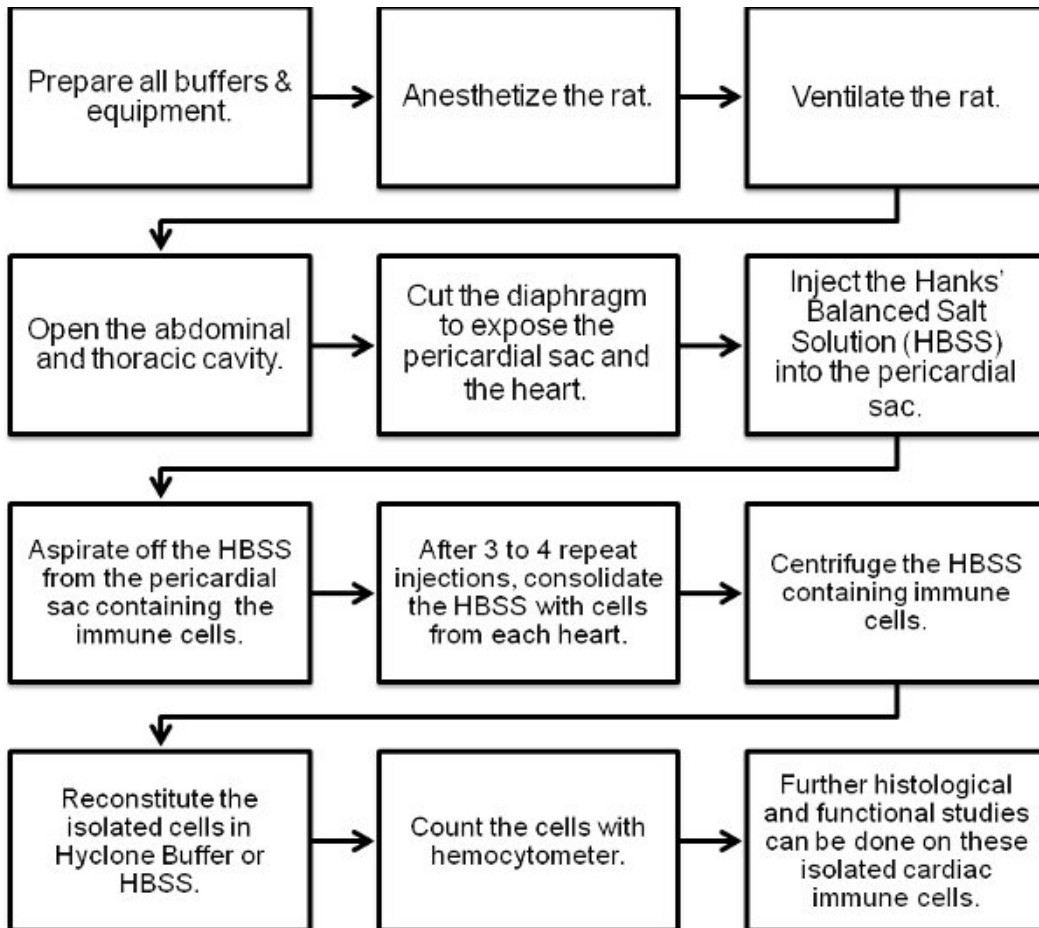 Prepare all buffers &
equipment.
Anesthetize the rat.
Ventilate the rat.
Open the abdominal
and thoracic cavity.
Cut the diaphragm
to expose the
pericardial sac and
the heart.
Inject the Hanks'
Balanced Salt
Solution (HBSS)
into the pericardial
sac.
Aspirate off the HBSS
from the pericardial
sac containing the
immune cells.
After 3 to 4 repeat
injections, consolidate
the HBSS with cells
from each heart.
Centrifuge the HBSS
containing immune
cells.
Reconstitute the
isolated cells in
Hyclone Buffer or
HBSS.
Count the cells with
hemocytometer.
Further histological
and functional studies
can be done on these
isolated cardiac
immune cells.